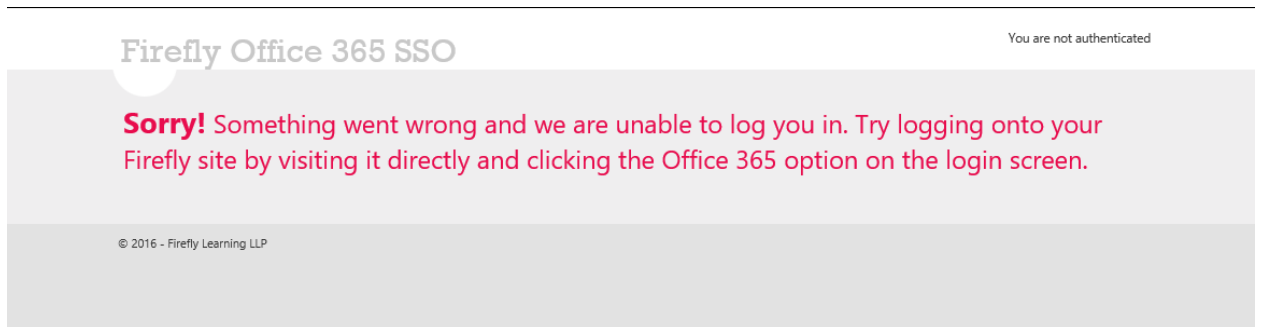 Firefly Office 365 SSO
You are not authenticated
Sorry! Something went wrong and we are unable to log you in. Try logging onto your
Firefly site by visiting it directly and clicking the Office 365 option on the login screen.
© 2016 - Firefly Learning LLP